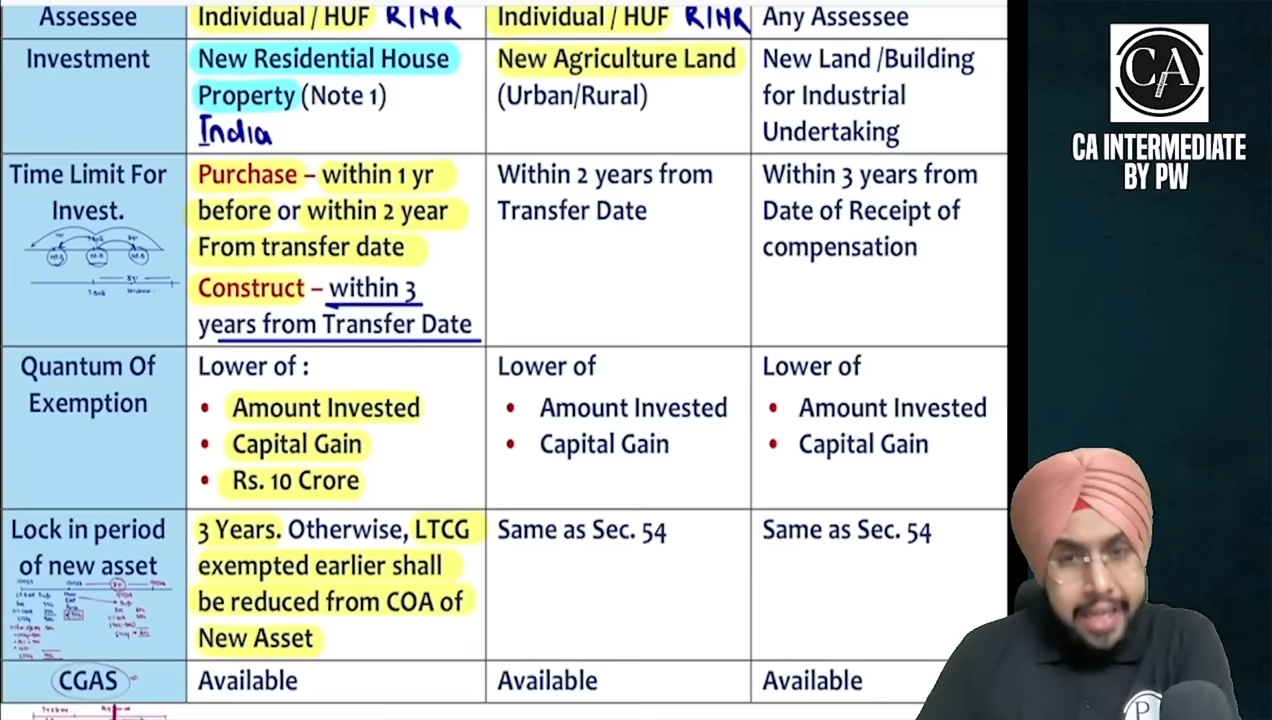 Assessee
Individual / HUF R/NR
Individual / HUF R/NR
Any Assessee
Investment
New Residential House
Property (Note 1)
India
New Agriculture Land
(Urban/Rural)
New Land /Building
for Industrial
Undertaking
Time Limit For
Invest.
Purchase – within 1 yr
before or within 2 year
From transfer date
Construct – within 3
years from Transfer Date
Within 2 years from
Transfer Date
Within 3 years from
Date of Receipt of
compensation
Quantum Of
Exemption
Lower of :
• Amount Invested
• Capital Gain
• Rs. 10 Crore
Lower of
• Amount Invested
• Capital Gain
Lower of
• Amount Invested
• Capital Gain
Lock in period
of new asset
3 Years. Otherwise, LTCG
exempted earlier shall
be reduced from COA of
New Asset
Same as Sec. 54
Same as Sec. 54
CGAS
Available
Available
Available
CA
CA INTERMEDIATE
BY PW
P